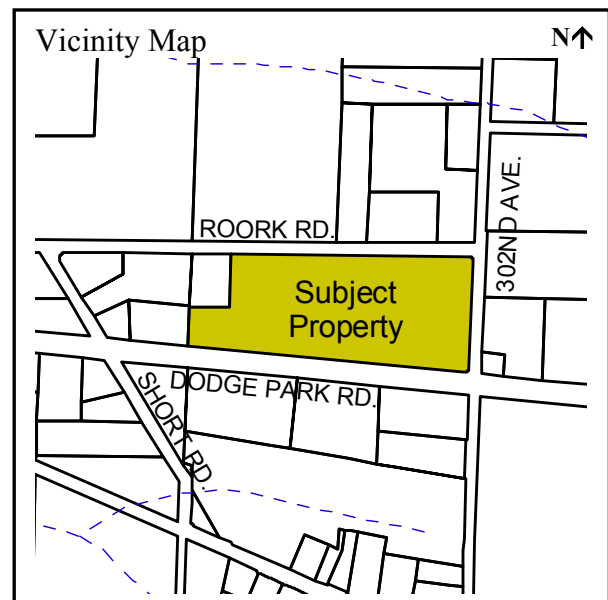 Vicinity Map
N↑
ROORK RD.
302ND AVE.
Subject
Property
DODGE PARK RD.
SHORT RD.